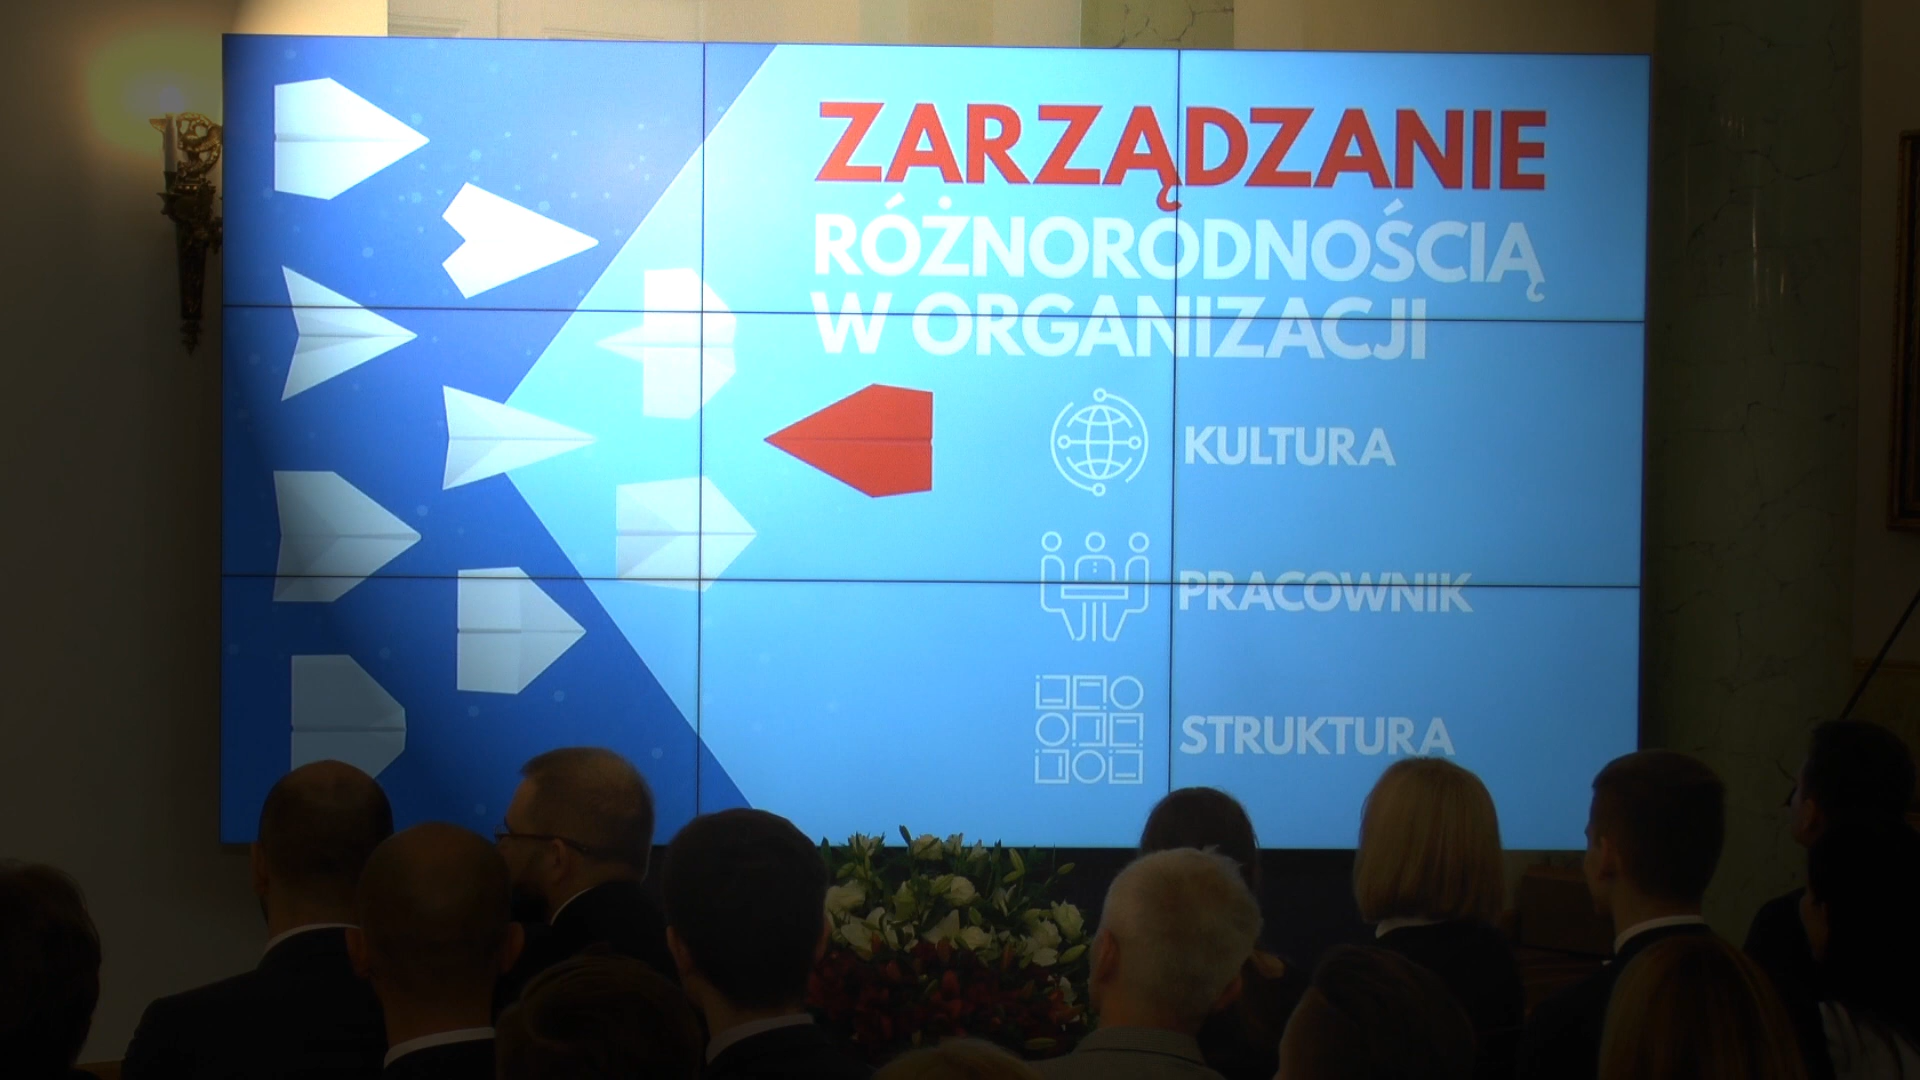 ZARZĄDZANIE
RÓŻNORODNOŚCIĄ
W ORGANIZACJI
KULTURA
PRACOWNIK
STRUKTURA